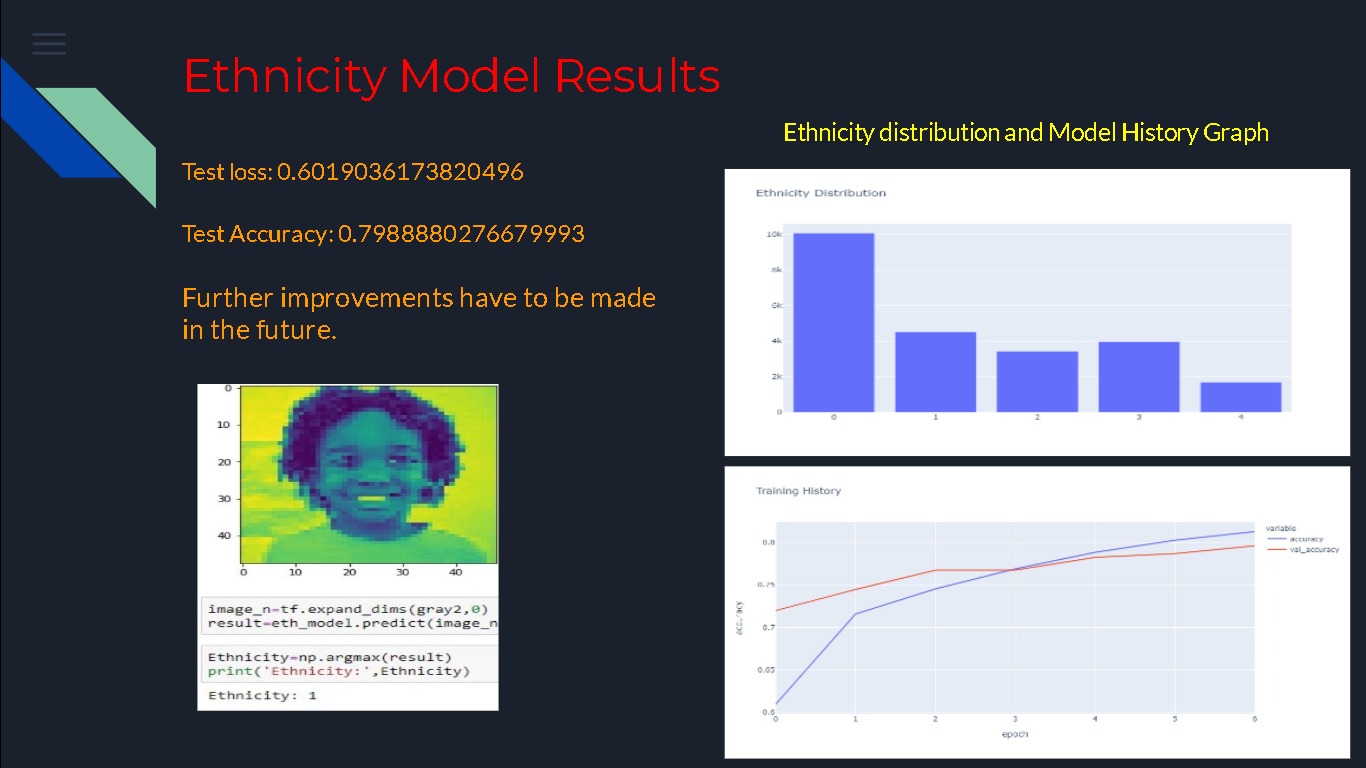 Ethnicity Model Results
Test loss: 0.6019036173820496
Test Accuracy: 0.7988880276679993
Further improvements have to be made
in the future.
0
10
20
30
40
0 10 20 30 40
image_n=tf.expand_dims(gray2,0)
result=eth_model.predict(image_n
Ethnicity=np.argmax(result)
print('Ethnicity:',Ethnicity)
Ethnicity: 1
Ethnicity distribution and Model History Graph
Ethnicity Distribution
10k
8k
6k
4k
2k
0
0 1 2 3 4
Training History
variable
accuracy
val_accuracy
0.8
0.75
0.7
0.65
0.6
accuracy
0 1 2 3 4 5 6
epoch